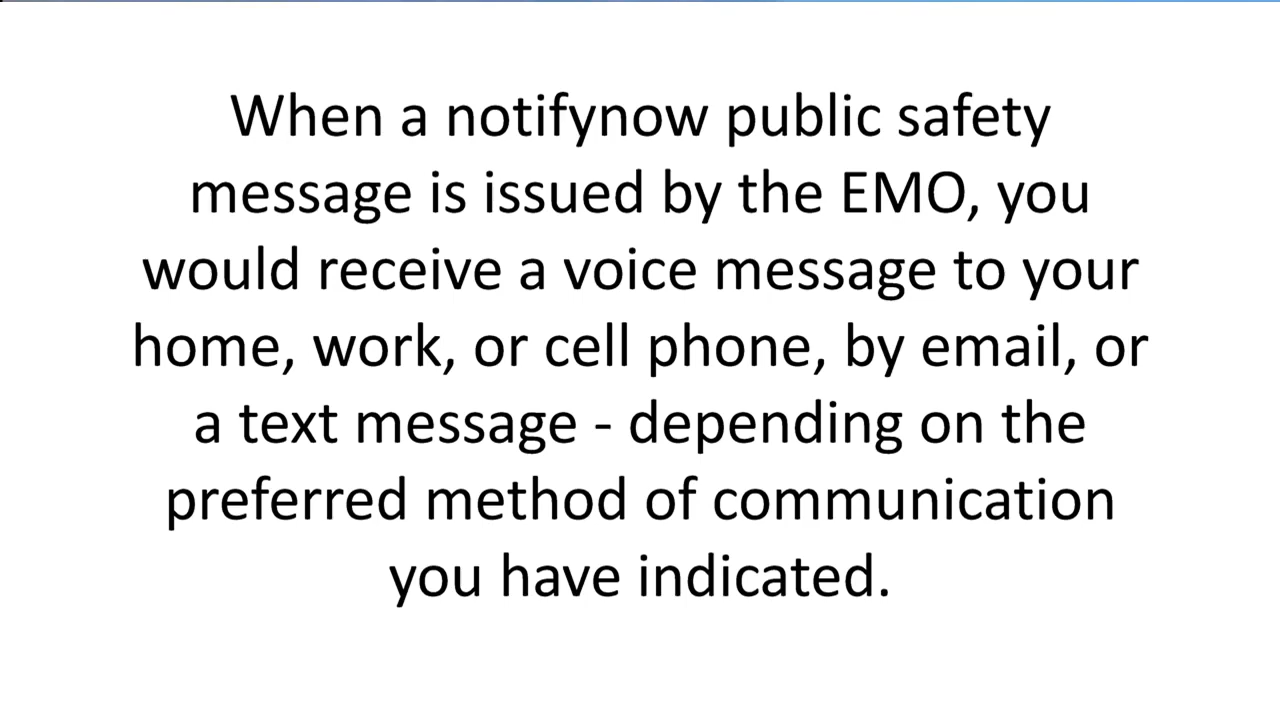 When a notifynow public safety
message is issued by the EMO, you
would receive a voice message to your
home, work, or cell phone, by email, or
a text message - depending on the
preferred method of communication
you have indicated.